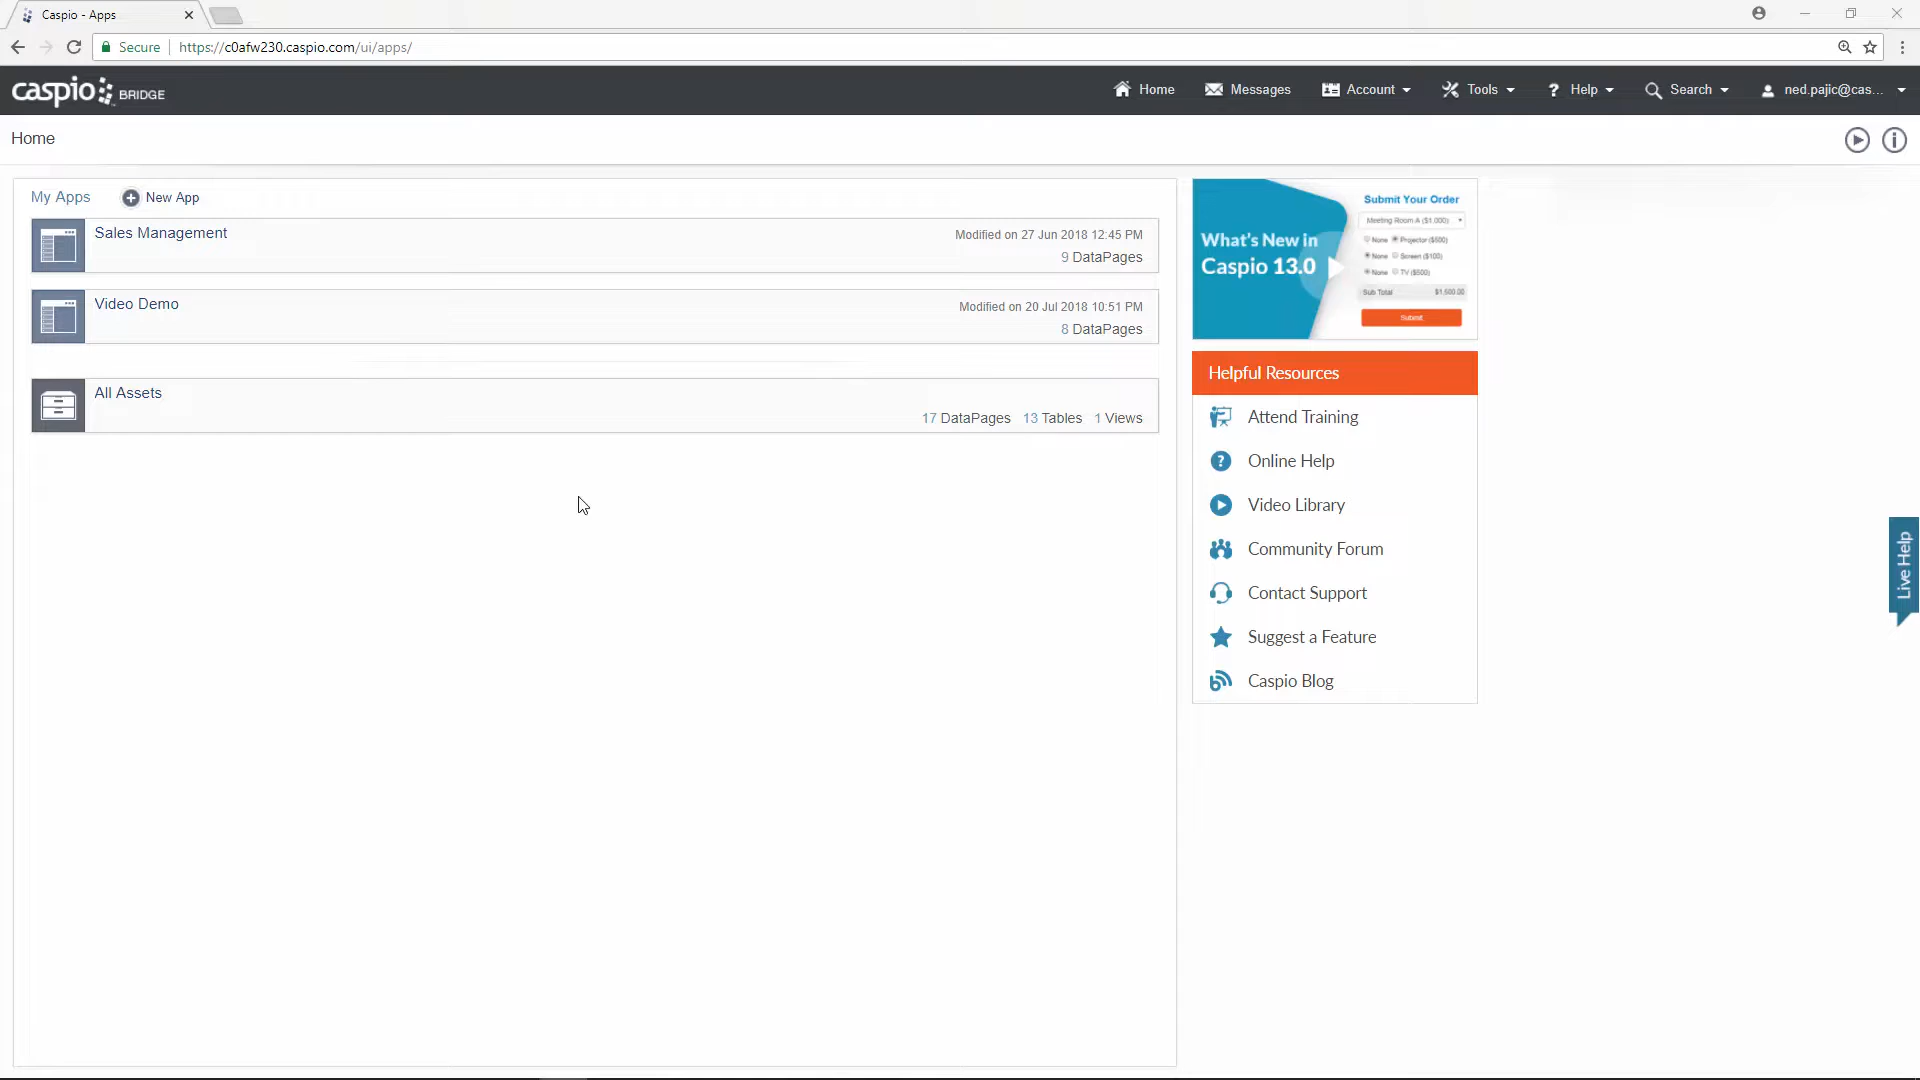 Caspio - Apps
Secure
https://c0afw230.caspio.com/ui/apps/
caspio BRIDGE
Home
Messages
Account
Tools
? Help
Search
ned.pajic@cas...
Home
My Apps
New App
Sales Management
Modified on 27 Jun 2018 12:45 PM
9 DataPages
Video Demo
Modified on 20 Jul 2018 10:51 PM
8 DataPages
All Assets
17 DataPages 13 Tables 1 Views
What's New in
Caspio 13.0
Submit Your Order
Meeting Room A ($1,000)
None Projector ($500)
None Screen ($100)
None TV ($500)
Sub Total $1,500.00
Submit
Helpful Resources
Attend Training
Online Help
Video Library
Community Forum
Contact Support
Suggest a Feature
Caspio Blog
Live Help